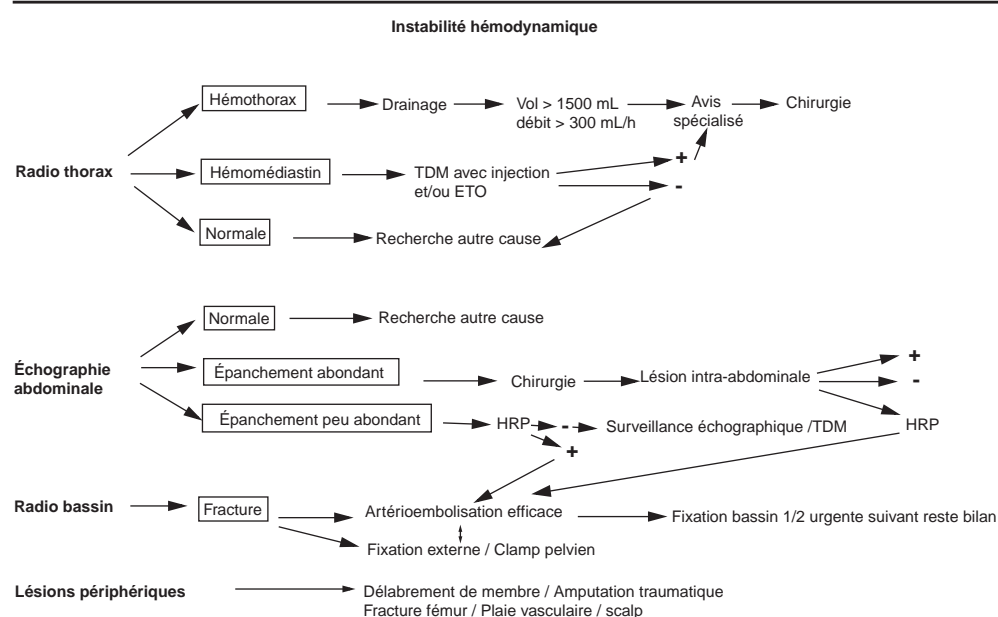 Instabilité hémodynamique
Hémothorax
Drainage
Vol > 1500 mL
débit > 300 mL/h
Avis
spécialisé
Chirurgie
Radio thorax
Hémomédiastin
TDM avec injection
et/ou ETO
+
-
Normale
Recherche autre cause
Normale
Recherche autre cause
Échographie
abdominale
Épanchement abondant
Chirurgie
Lésion intra-abdominale
+
-
HRP
Épanchement peu abondant
HRP
-
Surveillance échographique /TDM
+
Radio bassin
Fracture
Artérioembolisation efficace
Fixation bassin 1/2 urgente suivant reste bilan
Fixation externe / Clamp pelvien
Lésions périphériques
Délabrement de membre / Amputation traumatique
Fracture fémur / Plaie vasculaire / scalp